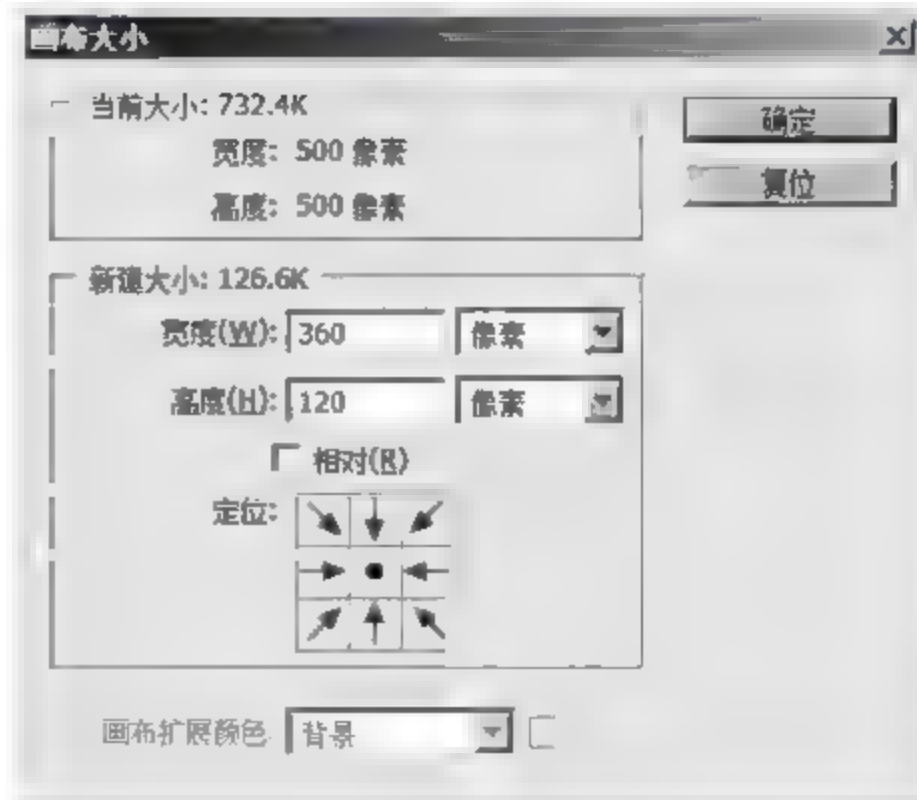 画布大小
当前大小: 732.4K
宽度: 500 像素
高度: 500 像素
确定
复位
新建大小: 126.6K
宽度(W): 360 像素
高度(H): 120 像素
相对(R)
定位:
画布扩展颜色 背景